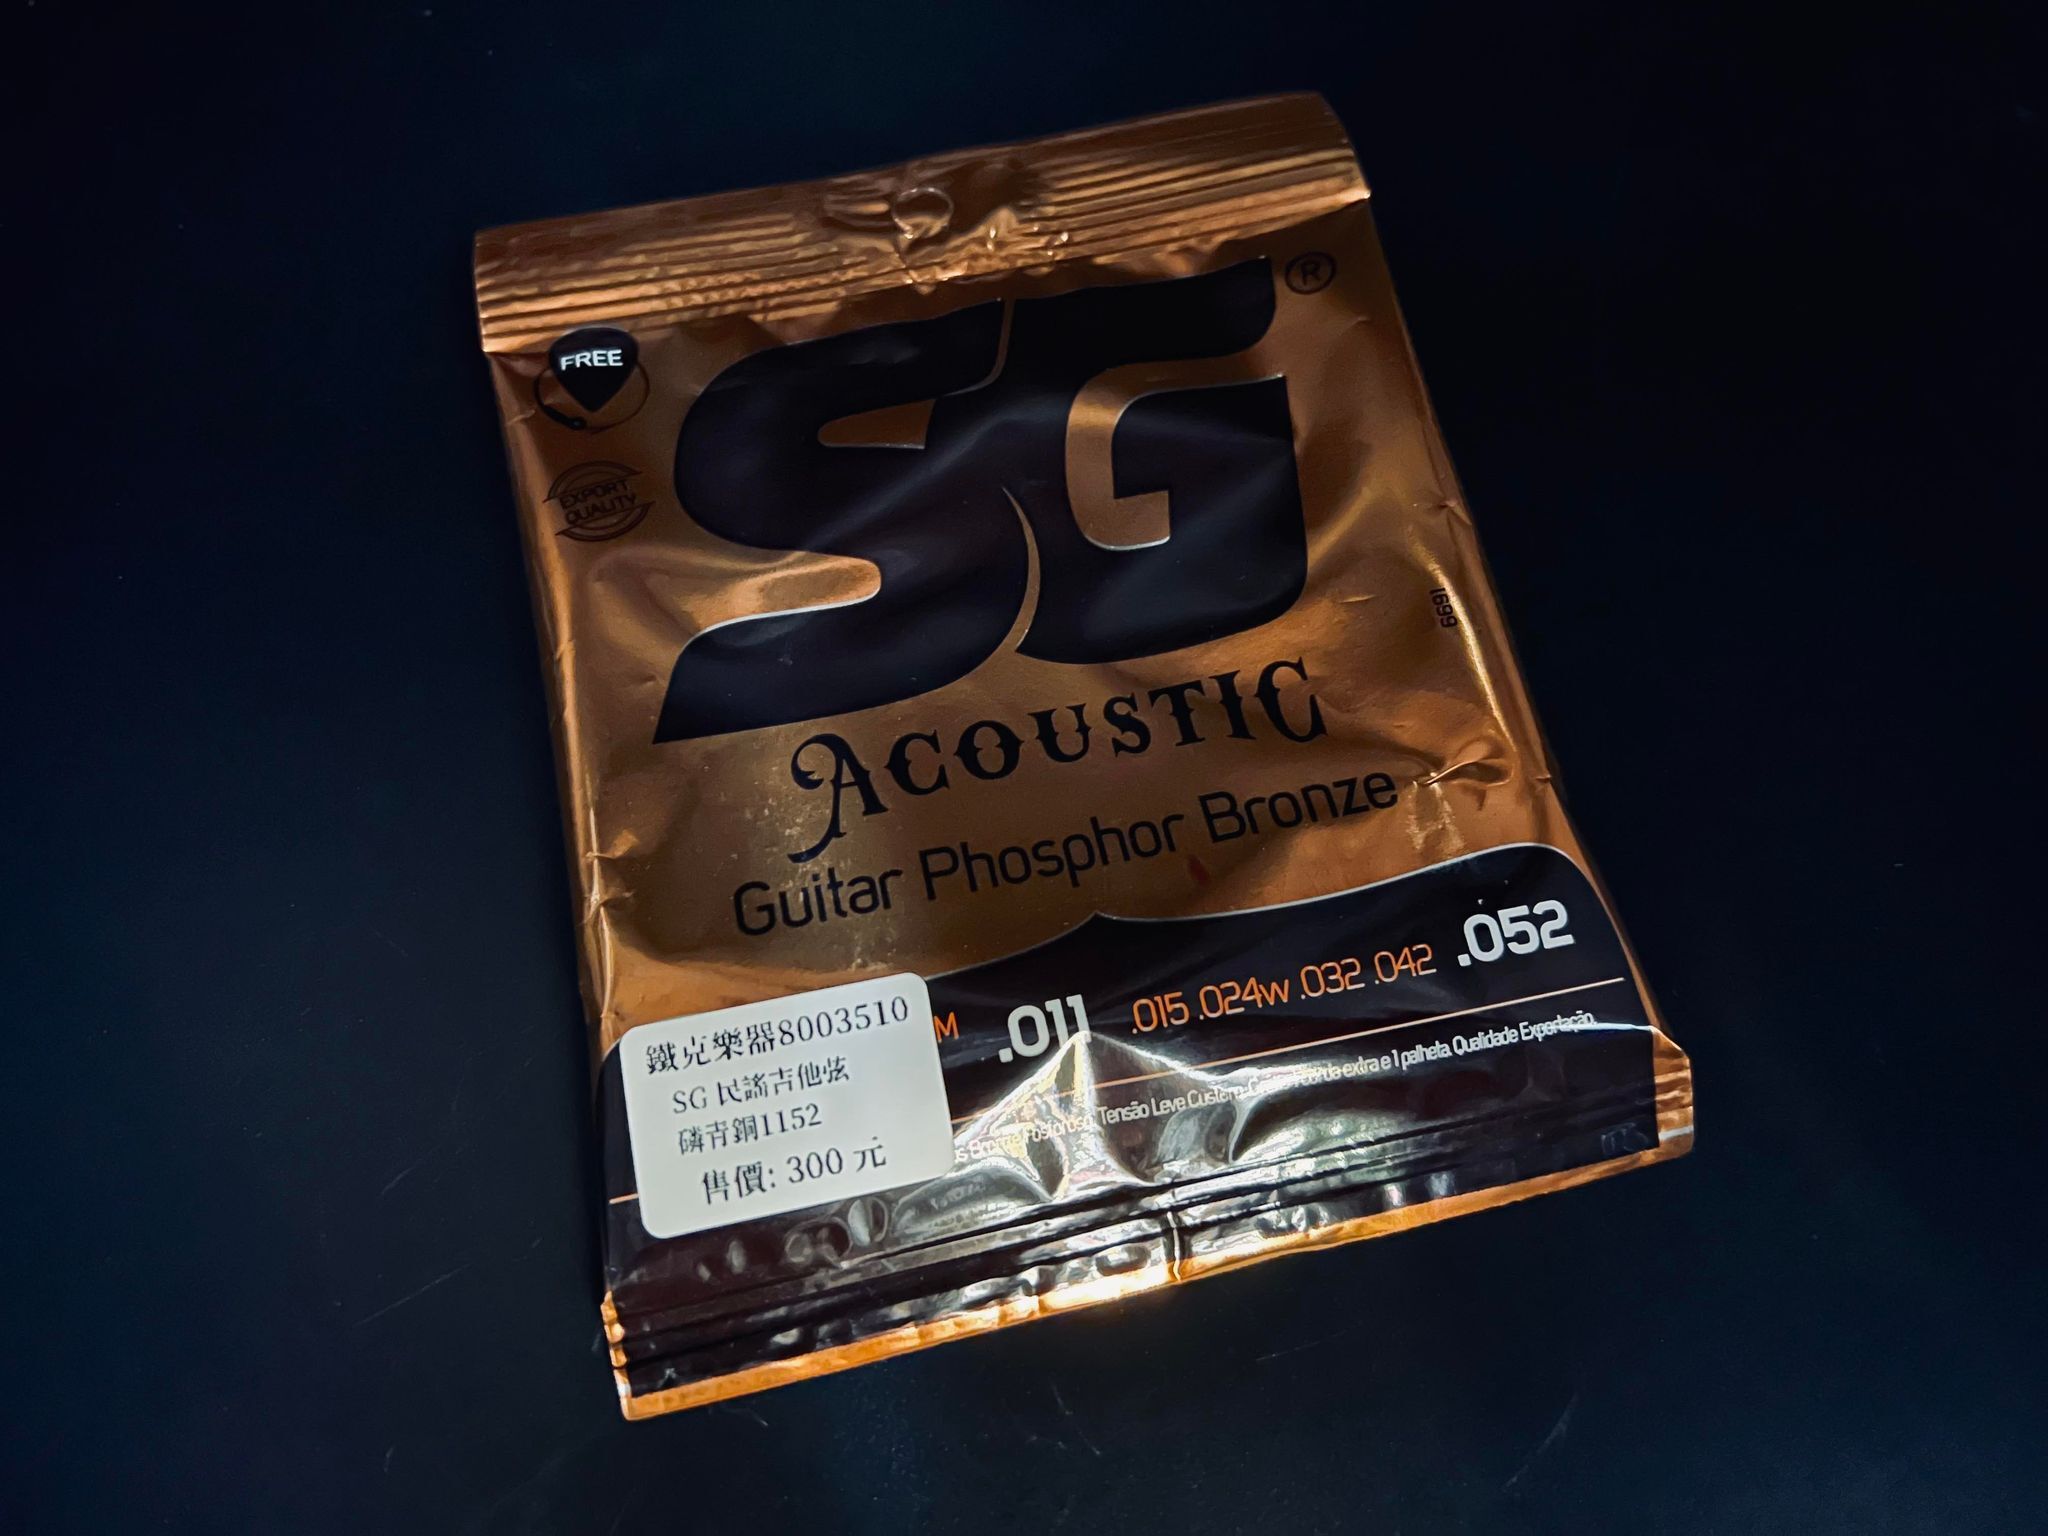 FREE
EXPORT
QUALITY
SG®
1699
ACOUSTIC
Guitar Phosphor Bronze
M .011 .015 .024w .032 .042 .052
Tensão Leve extra e 1 palheta. Qualidade Exportação.
鐵克樂器8003510
SG 民謠吉他弦
磷青銅1152
售價: 300 元